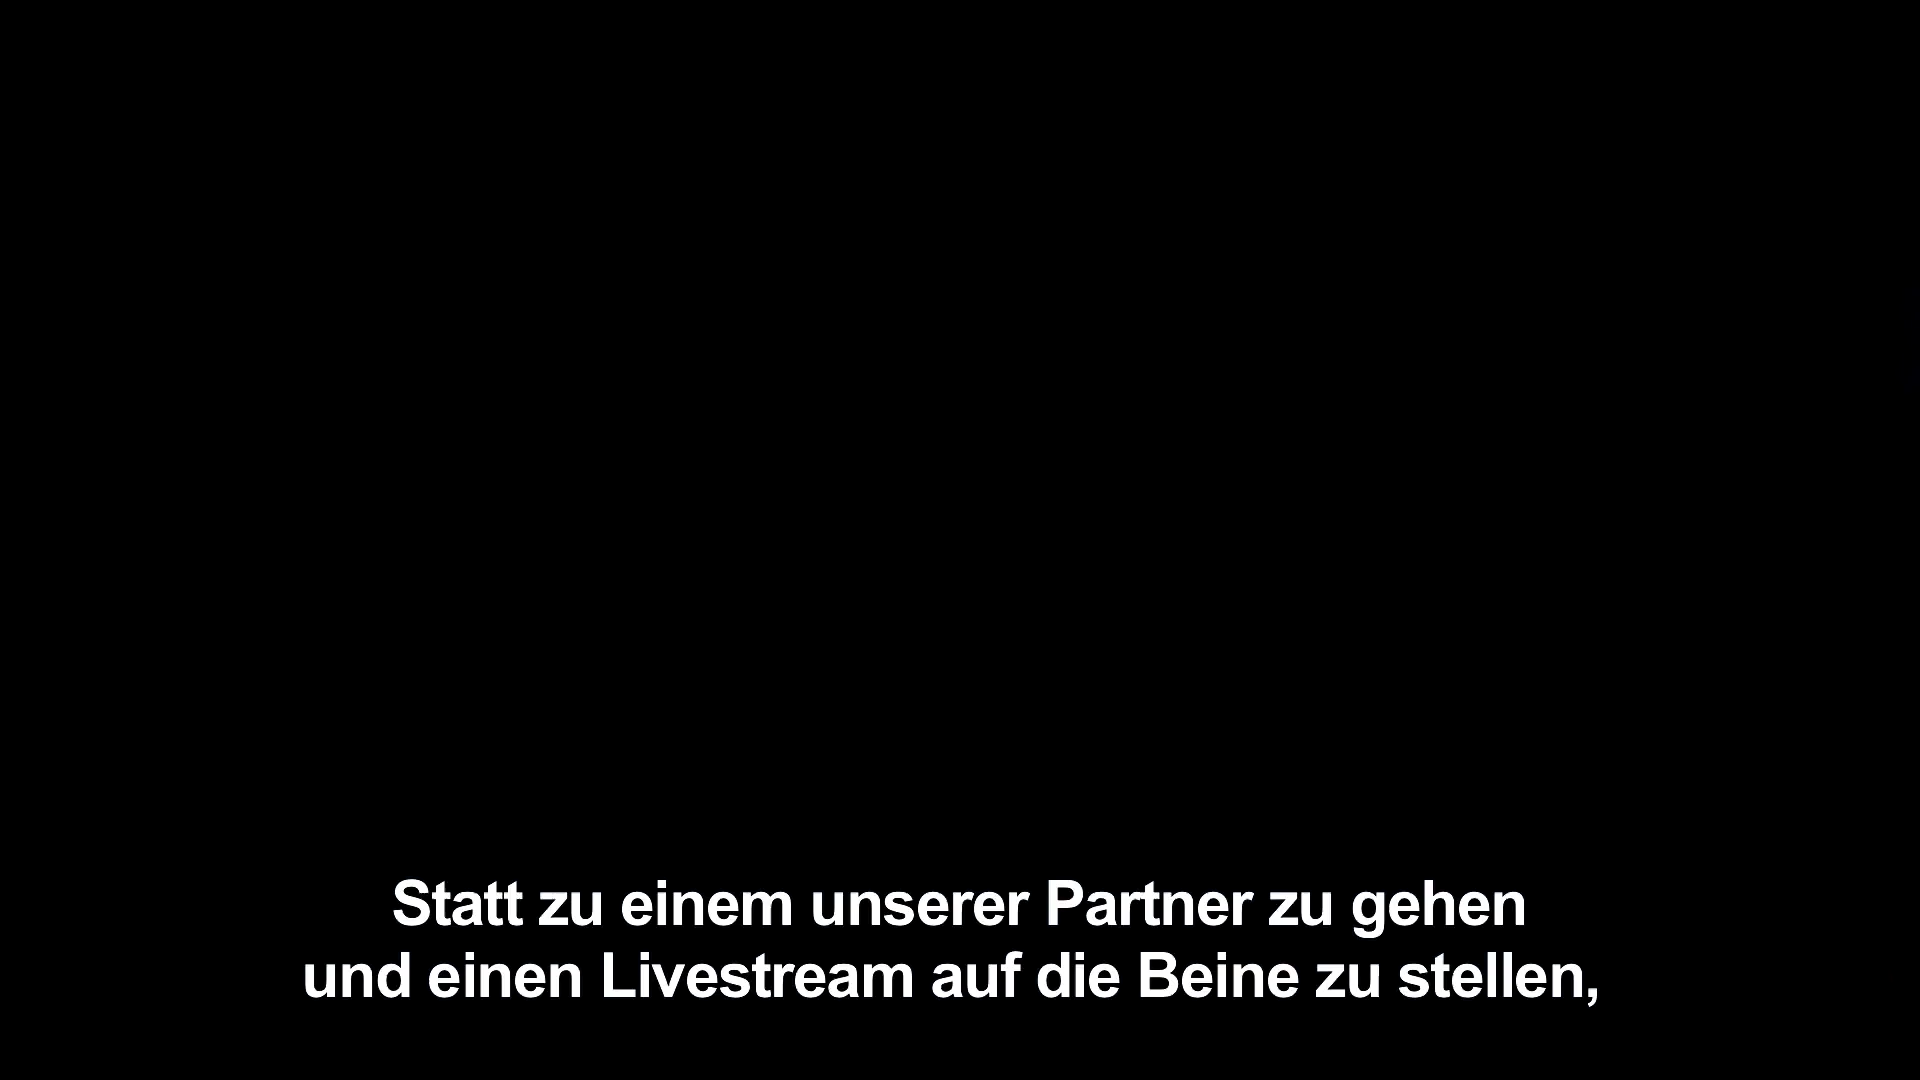 Statt zu einem unserer Partner zu gehen
und einen Livestream auf die Beine zu stellen,